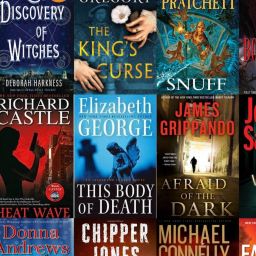 DISCOVERY
OF
WITCHES
DEBORAH HARKNESS
GREGORY
THE
KING'S
CURSE
PRATCHETT
SNUFF
RICHARD
CASTLE
HEAT WAVE
Elizabeth
GEORGE
THIS BODY
OF DEATH
JAMES
GRIPPANDO
AFRAID
OF THE
DARK
Donna
Andrews
CHIPPER
JONES
MICHAEL
CONNELLY